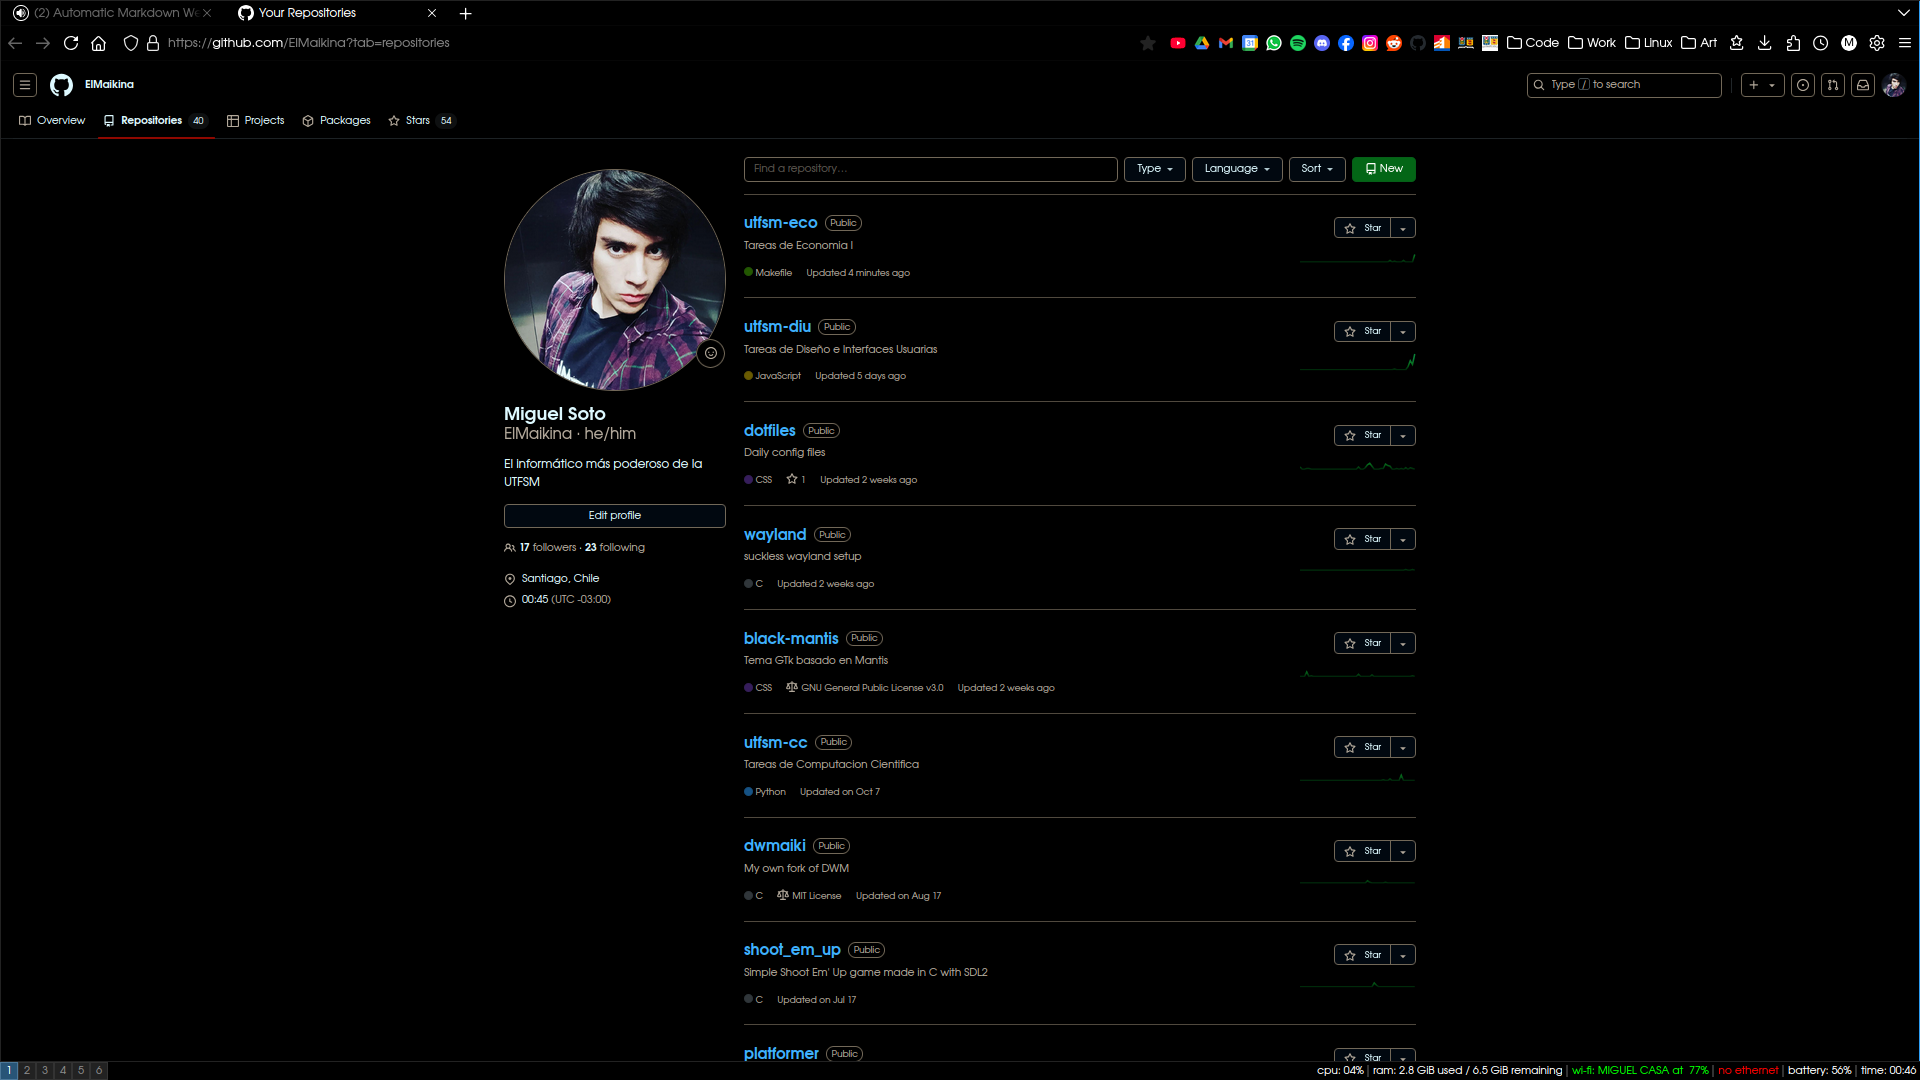 (2) Automatic Markdown We
Your Repositories
https://github.com/ElMaikina?tab=repositories
Code Work Linux Art
ElMaikina
Type / to search
Overview Repositories 40 Projects Packages Stars 54
Find a repository...
Type Language Sort New
Miguel Soto
ElMaikina · he/him
El informático más poderoso de la
UTFSM
Edit profile
17 followers · 23 following
Santiago, Chile
00:45 (UTC -03:00)
utfsm-eco Public
Star
Tareas de Economia I
Makefile Updated 4 minutes ago
utfsm-diu Public
Star
Tareas de Diseño e Interfaces Usuarias
JavaScript Updated 5 days ago
dotfiles Public
Star
Daily config files
CSS 1 Updated 2 weeks ago
wayland Public
Star
suckless wayland setup
C Updated 2 weeks ago
black-mantis Public
Star
Tema GTk basado en Mantis
CSS GNU General Public License v3.0 Updated 2 weeks ago
utfsm-cc Public
Star
Tareas de Computacion Cientifica
Python Updated on Oct 7
dwmaiki Public
Star
My own fork of DWM
C MIT License Updated on Aug 17
shoot_em_up Public
Star
Simple Shoot Em' Up game made in C with SDL2
C Updated on Jul 17
platformer Public
Star
1 2 3 4 5 6
cpu: 04% | ram: 2.8 GiB used / 6.5 GiB remaining | wi-fi: MIGUEL CASA at 77% | no ethernet | battery: 56% | time: 00:46